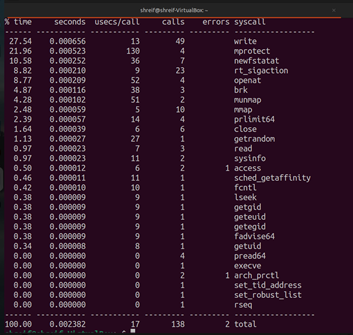 shreif@shreif-VirtualBox: ~
% time     seconds  usecs/call     calls    errors syscall
------ ----------- ----------- --------- --------- ------------------
 27.54    0.000656          13        49           write
 21.96    0.000523         130         4           mprotect
 10.58    0.000252          36         7           newfstatat
  8.82    0.000210           9        23           rt_sigaction
  8.77    0.000209          52         4           openat
  4.87    0.000116          38         3           brk
  4.28    0.000102          51         2           munmap
  2.48    0.000059           5        10           mmap
  2.39    0.000057          14         4           prlimit64
  1.64    0.000039           6         6           close
  1.13    0.000027          27         1           getrandom
  0.97    0.000023           7         3           read
  0.97    0.000023          11         2           sysinfo
  0.50    0.000012           6         2         1 access
  0.46    0.000011          11         1           sched_getaffinity
  0.42    0.000010          10         1           fcntl
  0.38    0.000009           9         1           lseek
  0.38    0.000009           9         1           getgid
  0.38    0.000009           9         1           geteuid
  0.38    0.000009           9         1           getegid
  0.38    0.000009           9         1           fadvise64
  0.34    0.000008           8         1           getuid
  0.00    0.000000           0         4           pread64
  0.00    0.000000           0         1           execve
  0.00    0.000000           0         2         1 arch_prctl
  0.00    0.000000           0         1           set_tid_address
  0.00    0.000000           0         1           set_robust_list
  0.00    0.000000           0         1           rseq
------ ----------- ----------- --------- --------- ------------------
100.00    0.002382          17       138         2 total